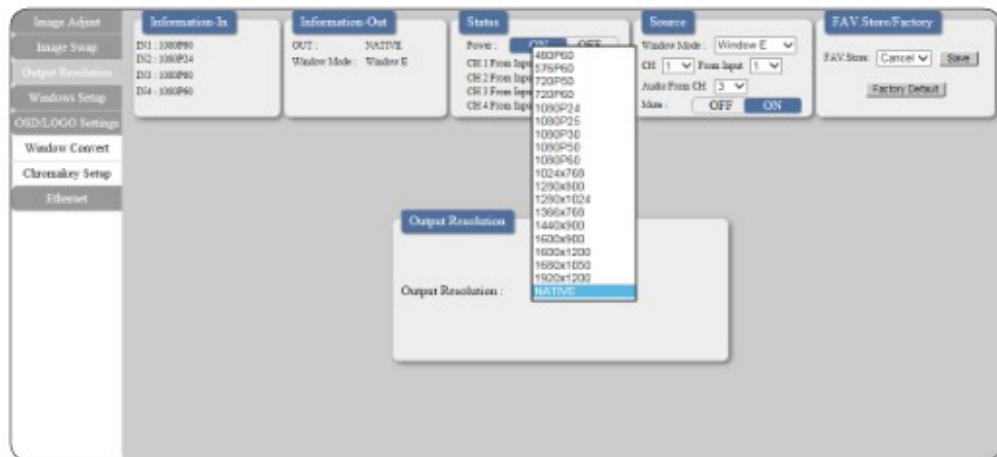 Image Adjust
Image Swap
Output Resolution
Windows Setup
OSD/LOGO Settings
Window Convert
Chromakey Setup
Ethernet
Information-In
IN1 : 1080P60
IN2 : 1080P24
IN3 : 1080P60
IN4 : 1080P60
Information-Out
OUT : NATIVE
Window Mode : Window E
Status
Power : ON OFF
CH 1 From Input
CH 2 From Input
CH 3 From Input
CH 4 From Input
Source
Window Mode : Window E
CH 1 From Input 1
Audio From CH 3
Mute : OFF ON
FAV.Store/Factory
FAV.Store: Cancel Save
Factory Default
Output Resolution
Output Resolution :
480P60
576P50
720P50
720P60
1080P24
1080P25
1080P30
1080P50
1080P60
1024x768
1280x800
1280x1024
1366x768
1440x900
1600x900
1600x1200
1680x1050
1920x1200
NATIVE